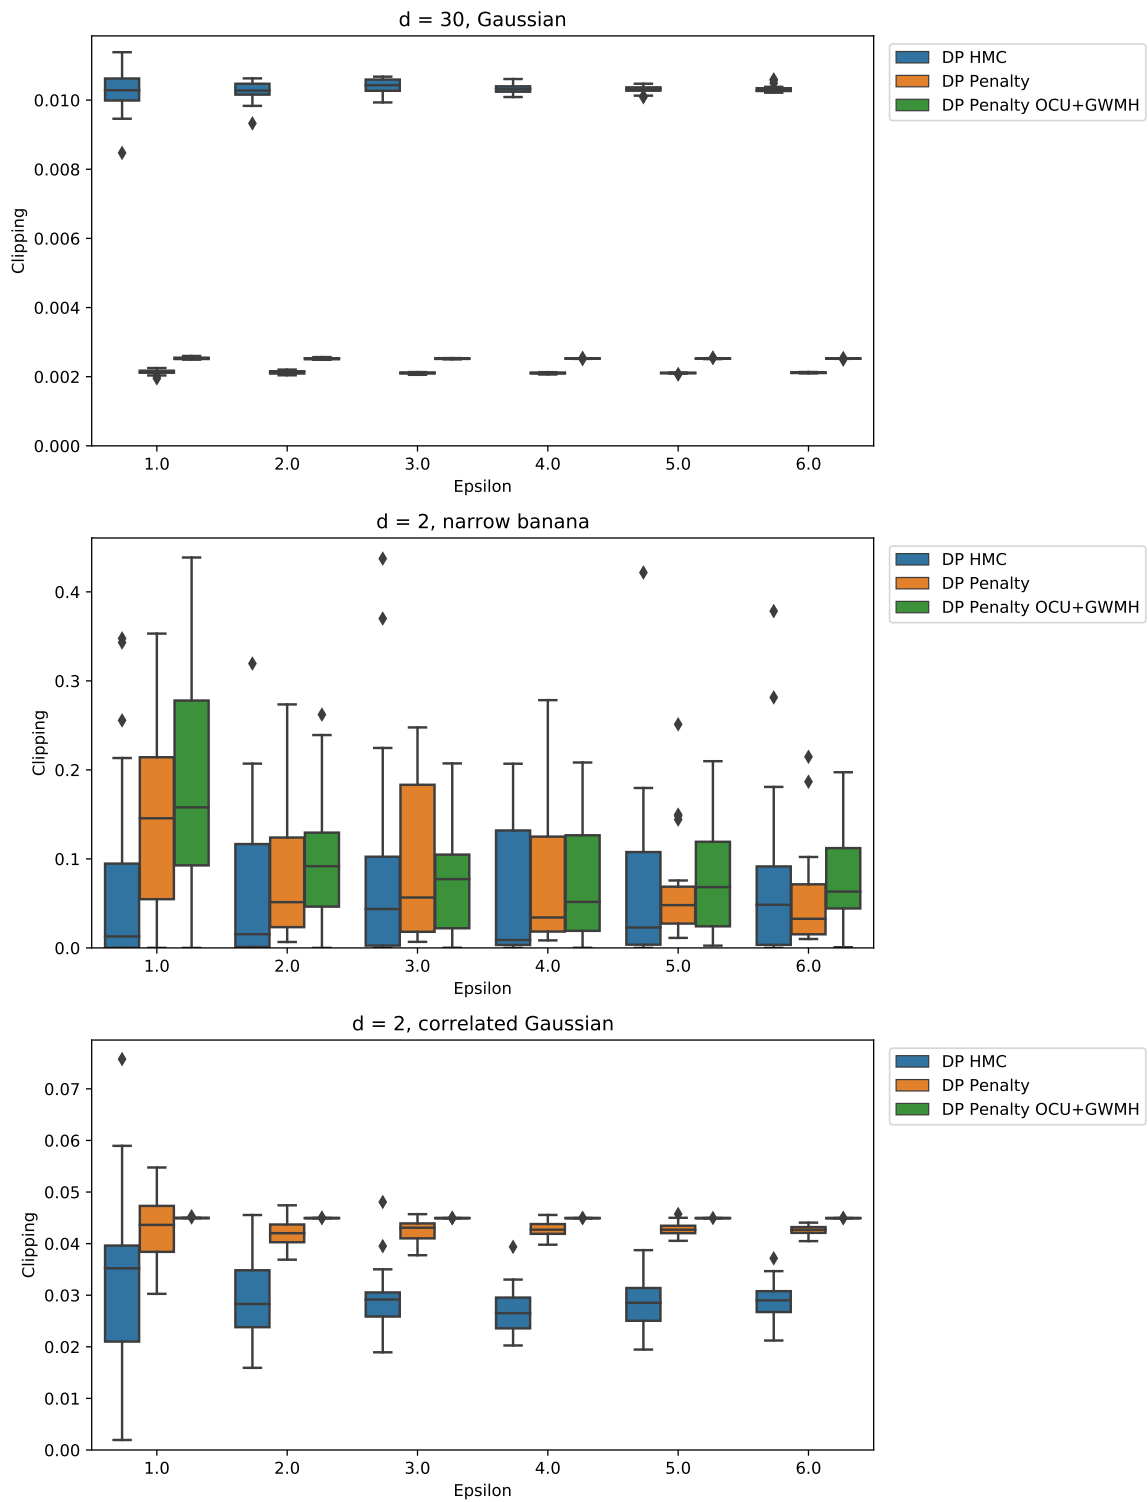 d = 30, Gaussian
DP HMC
DP Penalty
DP Penalty OCU+GWMH
Clipping
0.010
0.008
0.006
0.004
0.002
0.000
1.0 2.0 3.0 4.0 5.0 6.0
Epsilon
d = 2, narrow banana
DP HMC
DP Penalty
DP Penalty OCU+GWMH
Clipping
0.4
0.3
0.2
0.1
0.0
1.0 2.0 3.0 4.0 5.0 6.0
Epsilon
d = 2, correlated Gaussian
DP HMC
DP Penalty
DP Penalty OCU+GWMH
Clipping
0.07
0.06
0.05
0.04
0.03
0.02
0.01
0.00
1.0 2.0 3.0 4.0 5.0 6.0
Epsilon